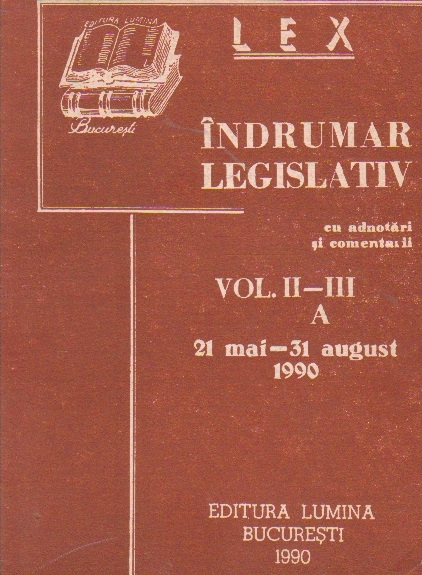 EDITURA LUMINA
București
LEX
ÎNDRUMAR
LEGISLATIV
cu adnotări
și comentarii
VOL. II—III
A
21 mai—31 august
1990
EDITURA LUMINA
BUCUREȘTI
1990